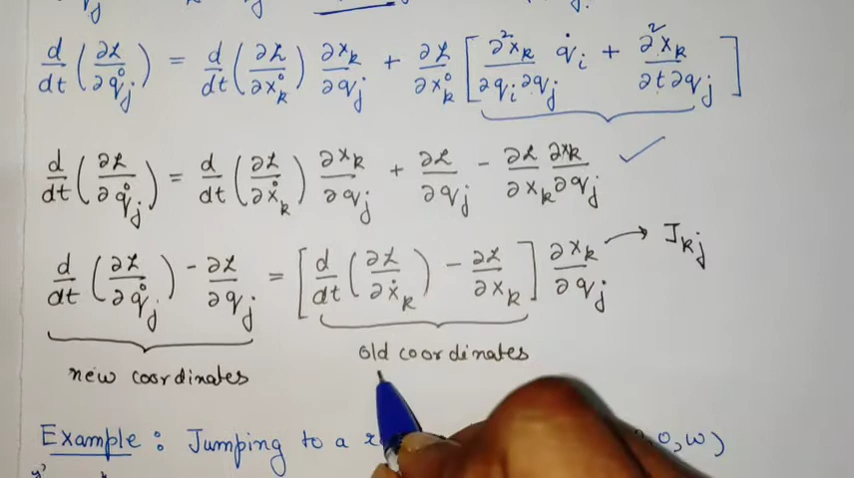 q_j
d/dt (∂L/∂q̇_j) = d/dt (∂L/∂ẋ_k) ∂x_k/∂q_j + ∂L/∂ẋ_k [ ∂²x_k/∂q_i ∂q_j q̇_i + ∂²x_k/∂t∂q_j ]
d/dt (∂L/∂q̇_j) = d/dt (∂L/∂ẋ_k) ∂x_k/∂q_j + ∂L/∂q_j - ∂L/∂x_k ∂x_k/∂q_j ✓
d/dt (∂L/∂q̇_j) - ∂L/∂q_j = [ d/dt (∂L/∂ẋ_k) - ∂L/∂x_k ] ∂x_k/∂q_j → J_kj
new coordinates old coordinates
Example : Jumping to a 0, ω)